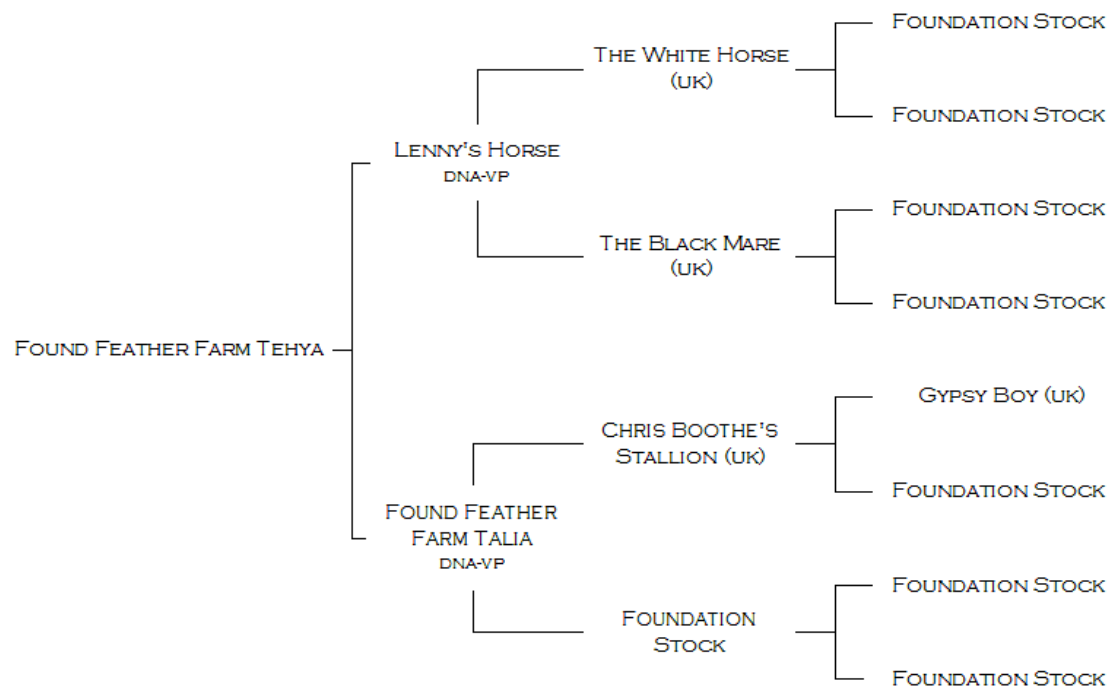 Foundation Stock
The White Horse
(UK)
Foundation Stock
Lenny's Horse
DNA-VP
Foundation Stock
The Black Mare
(UK)
Foundation Stock
Found Feather Farm Tehya
Gypsy Boy (UK)
Chris Boothe's
Stallion (UK)
Foundation Stock
Found Feather
Farm Talia
DNA-VP
Foundation Stock
Foundation
Stock
Foundation Stock